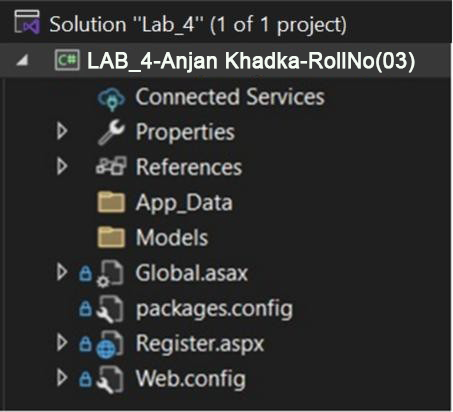 Solution "Lab_4" (1 of 1 project)
C# LAB_4-Anjan Khadka-RollNo(03)
Connected Services
Properties
References
App_Data
Models
Global.asax
packages.config
Register.aspx
Web.config